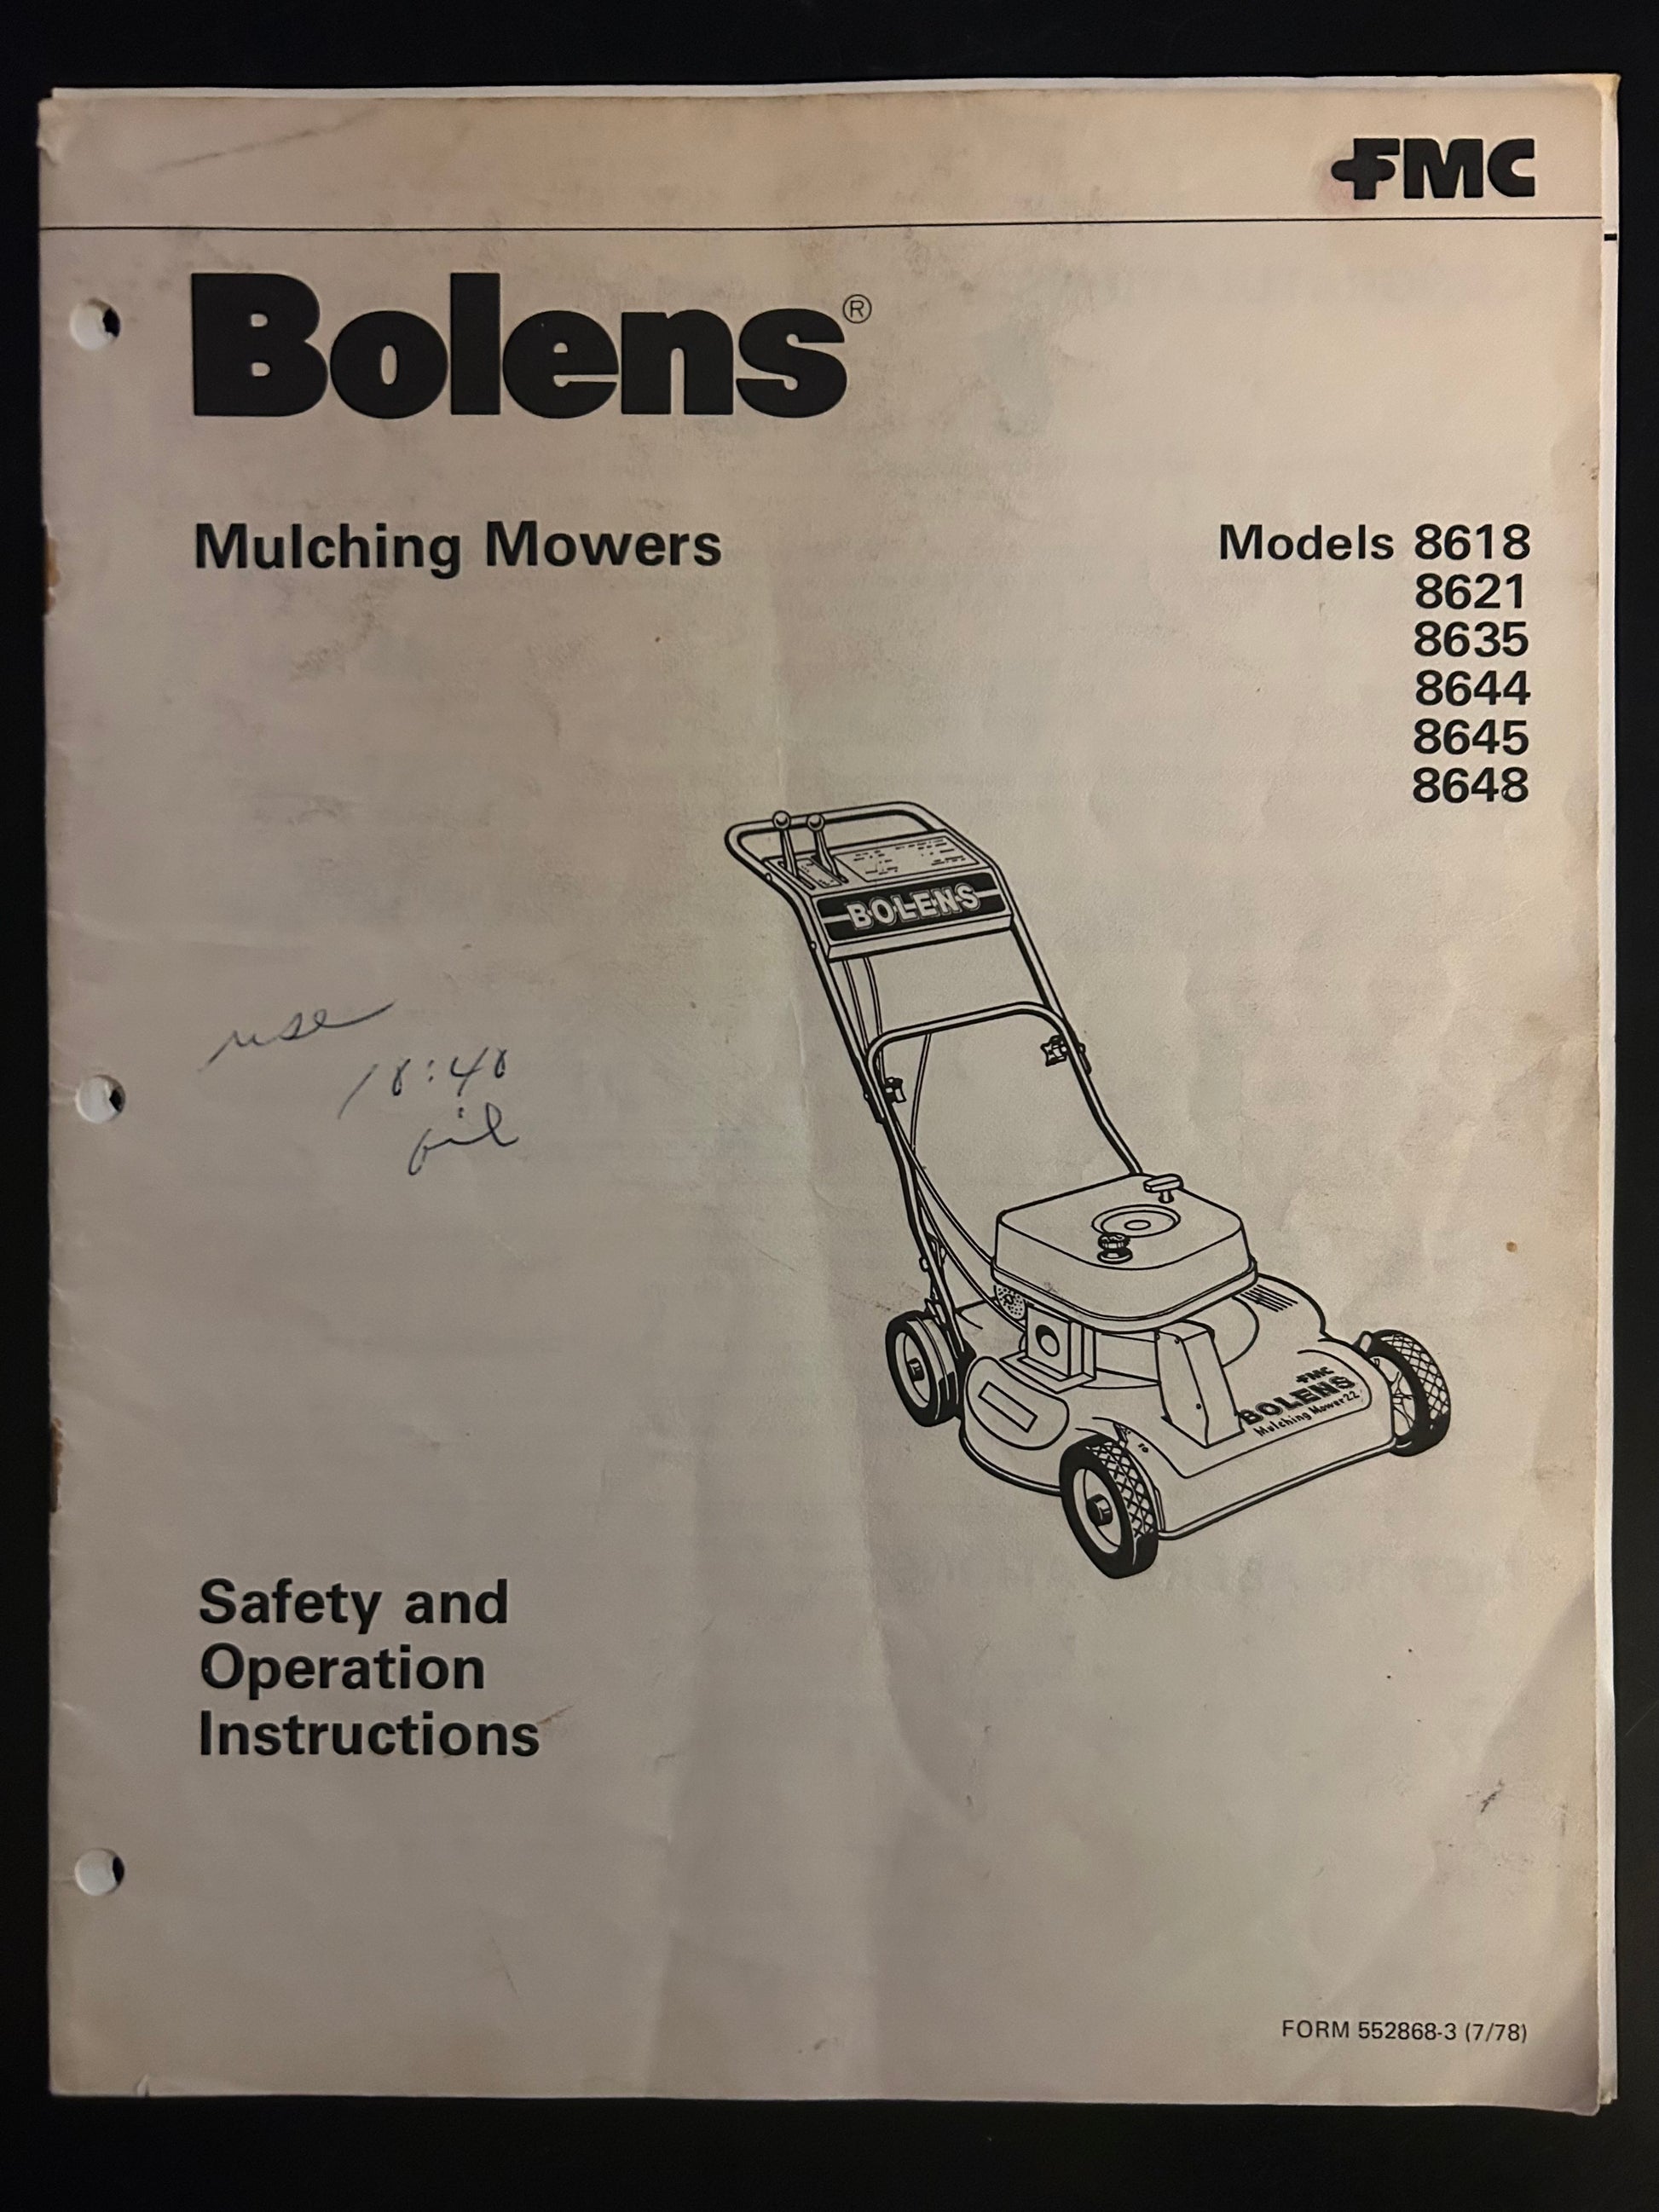 FMC
Bolens®
Mulching Mowers
Models 8618
8621
8635
8644
8645
8648
BOLENS
use
10:40
oil
FMC
BOLENS
Mulching Mower 22
Safety and
Operation
Instructions
FORM 552868-3 (7/78)